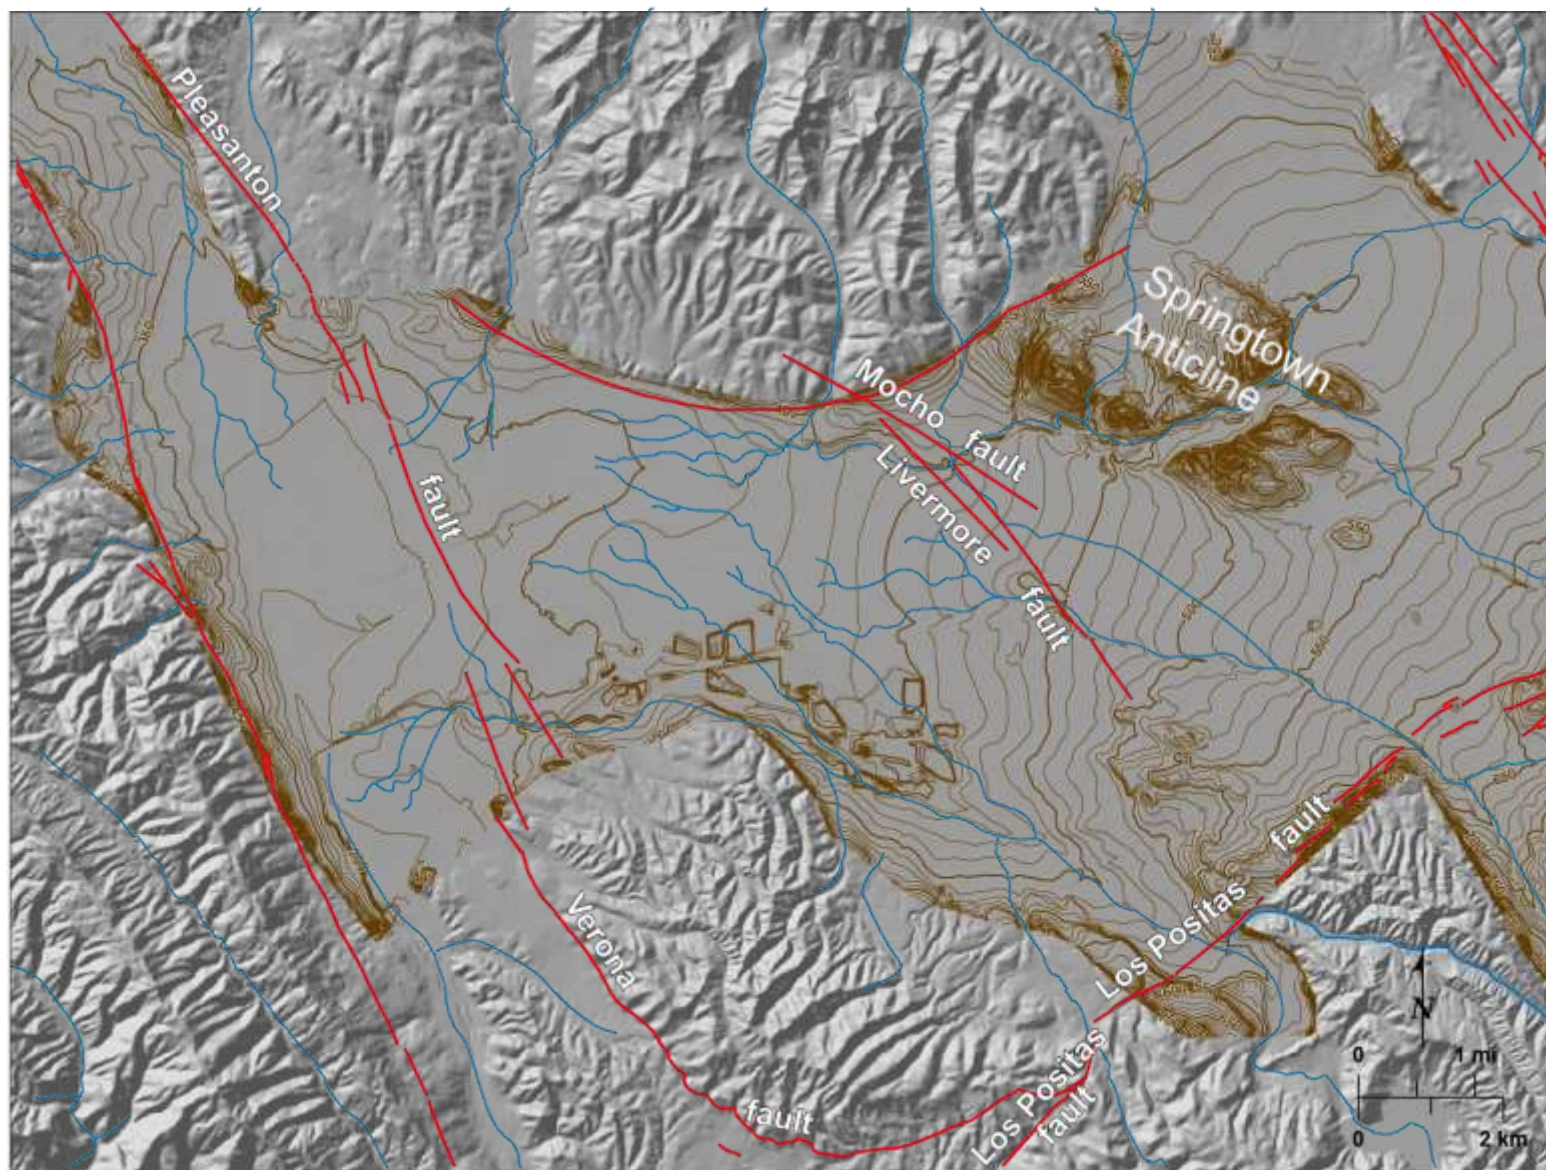 Pleasanton
fault
Springtown
Anticline
Mocho fault
Livermore
fault
Verona
fault
Los Positas
fault
Los Positas
fault
N
0 1 mi
0 2 km